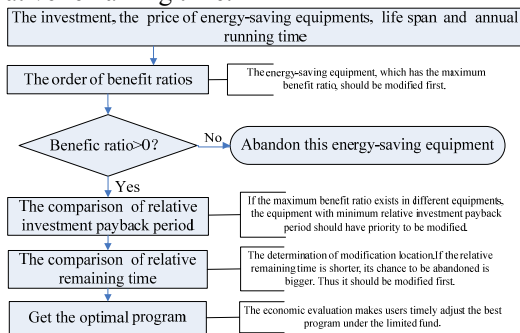 The investment, the price of energy-saving equipments, life span and annual
running time
The order of benefit ratios
The energy-saving equipment, which has the maximum
benefit ratio, should be modified first.
Benefic ratio>0?
No
Abandon this energy-saving equipment
Yes
The comparison of relative
investment payback period
If the maximum benefit ratio exists in different equipments,
the equipment with minimum relative investment payback
period should have priority to be modified.
The comparison of relative
remaining time
The determination of modification location.If the relative
remaining time is shorter, its chance to be abandoned is
bigger. Thus it should be modified first.
Get the optimal program
The economic evaluation makes users timely adjust the best
program under the limited fund.